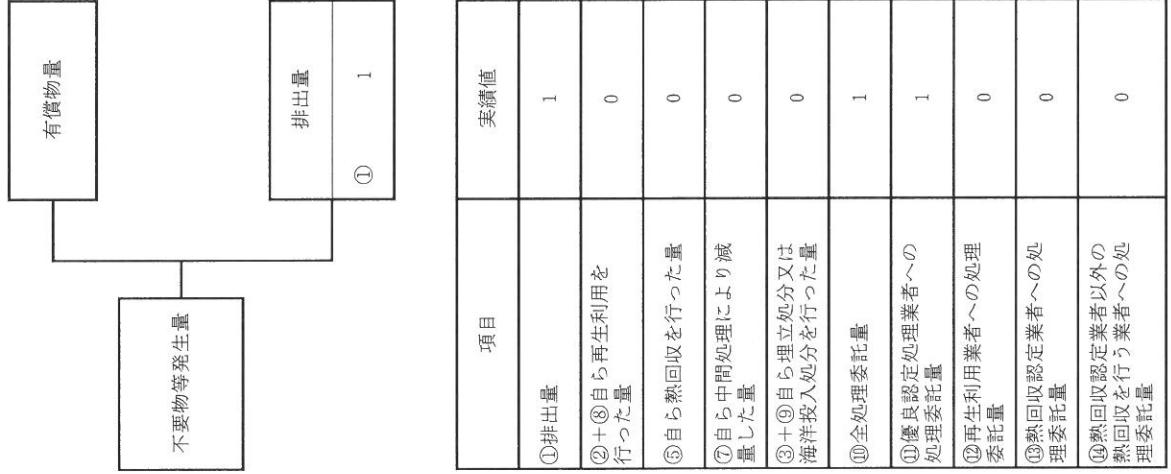 有償物量
不要物等発生量
排出量
① 1
項目 実績値
①排出量 1
②+⑧自ら再生利用を
行った量 0
⑤自ら熱回収を行った量 0
⑦自ら中間処理により減
量した量 0
③+⑨自ら埋立処分又は
海洋投入処分を行った量 0
⑩全処理委託量 1
⑪優良認定処理業者への
処理委託量 1
⑫再生利用業者への処理
委託量 0
⑬熱回収認定業者への処
理委託量 0
⑭熱回収認定業者以外の
熱回収を行う業者への処
理委託量 0